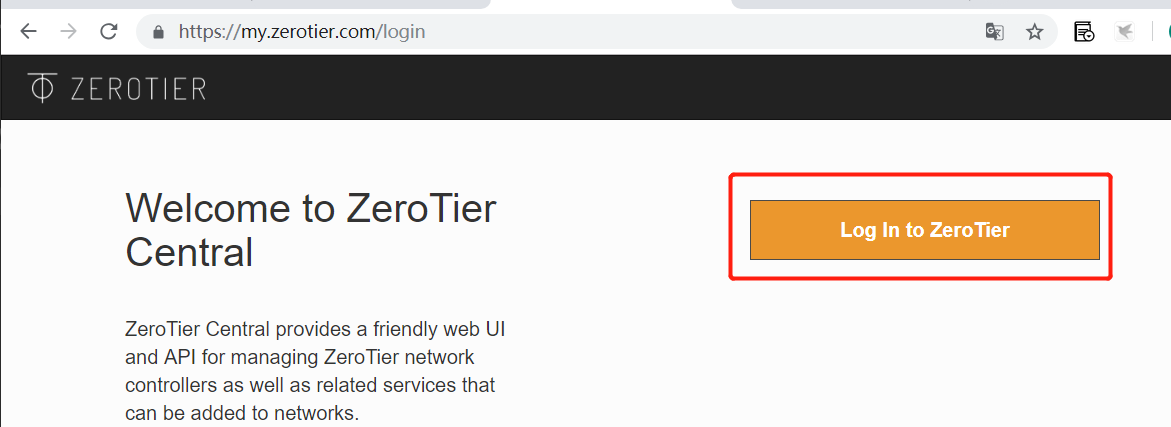 https://my.zerotier.com/login
ZEROTIER
Welcome to ZeroTier
Central
Log In to ZeroTier
ZeroTier Central provides a friendly web UI
and API for managing ZeroTier network
controllers as well as related services that
can be added to networks.